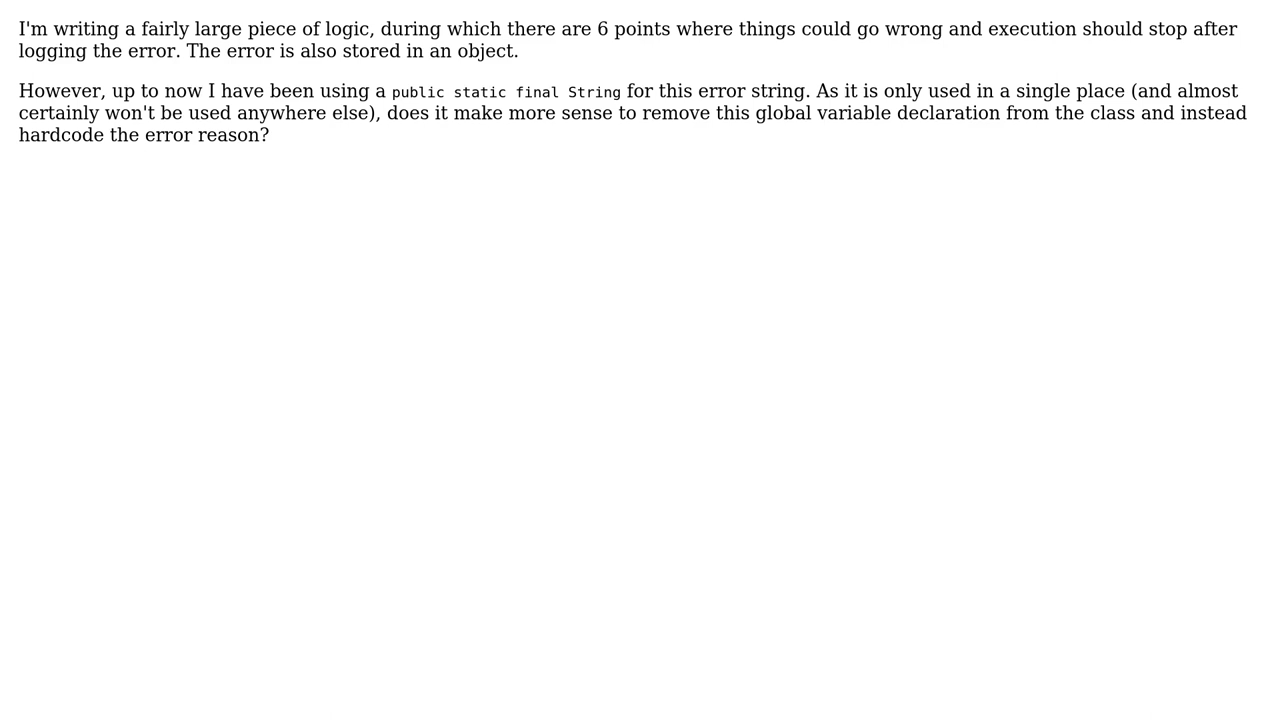 I'm writing a fairly large piece of logic, during which there are 6 points where things could go wrong and execution should stop after
logging the error. The error is also stored in an object.
However, up to now I have been using a public static final String for this error string. As it is only used in a single place (and almost
certainly won't be used anywhere else), does it make more sense to remove this global variable declaration from the class and instead
hardcode the error reason?